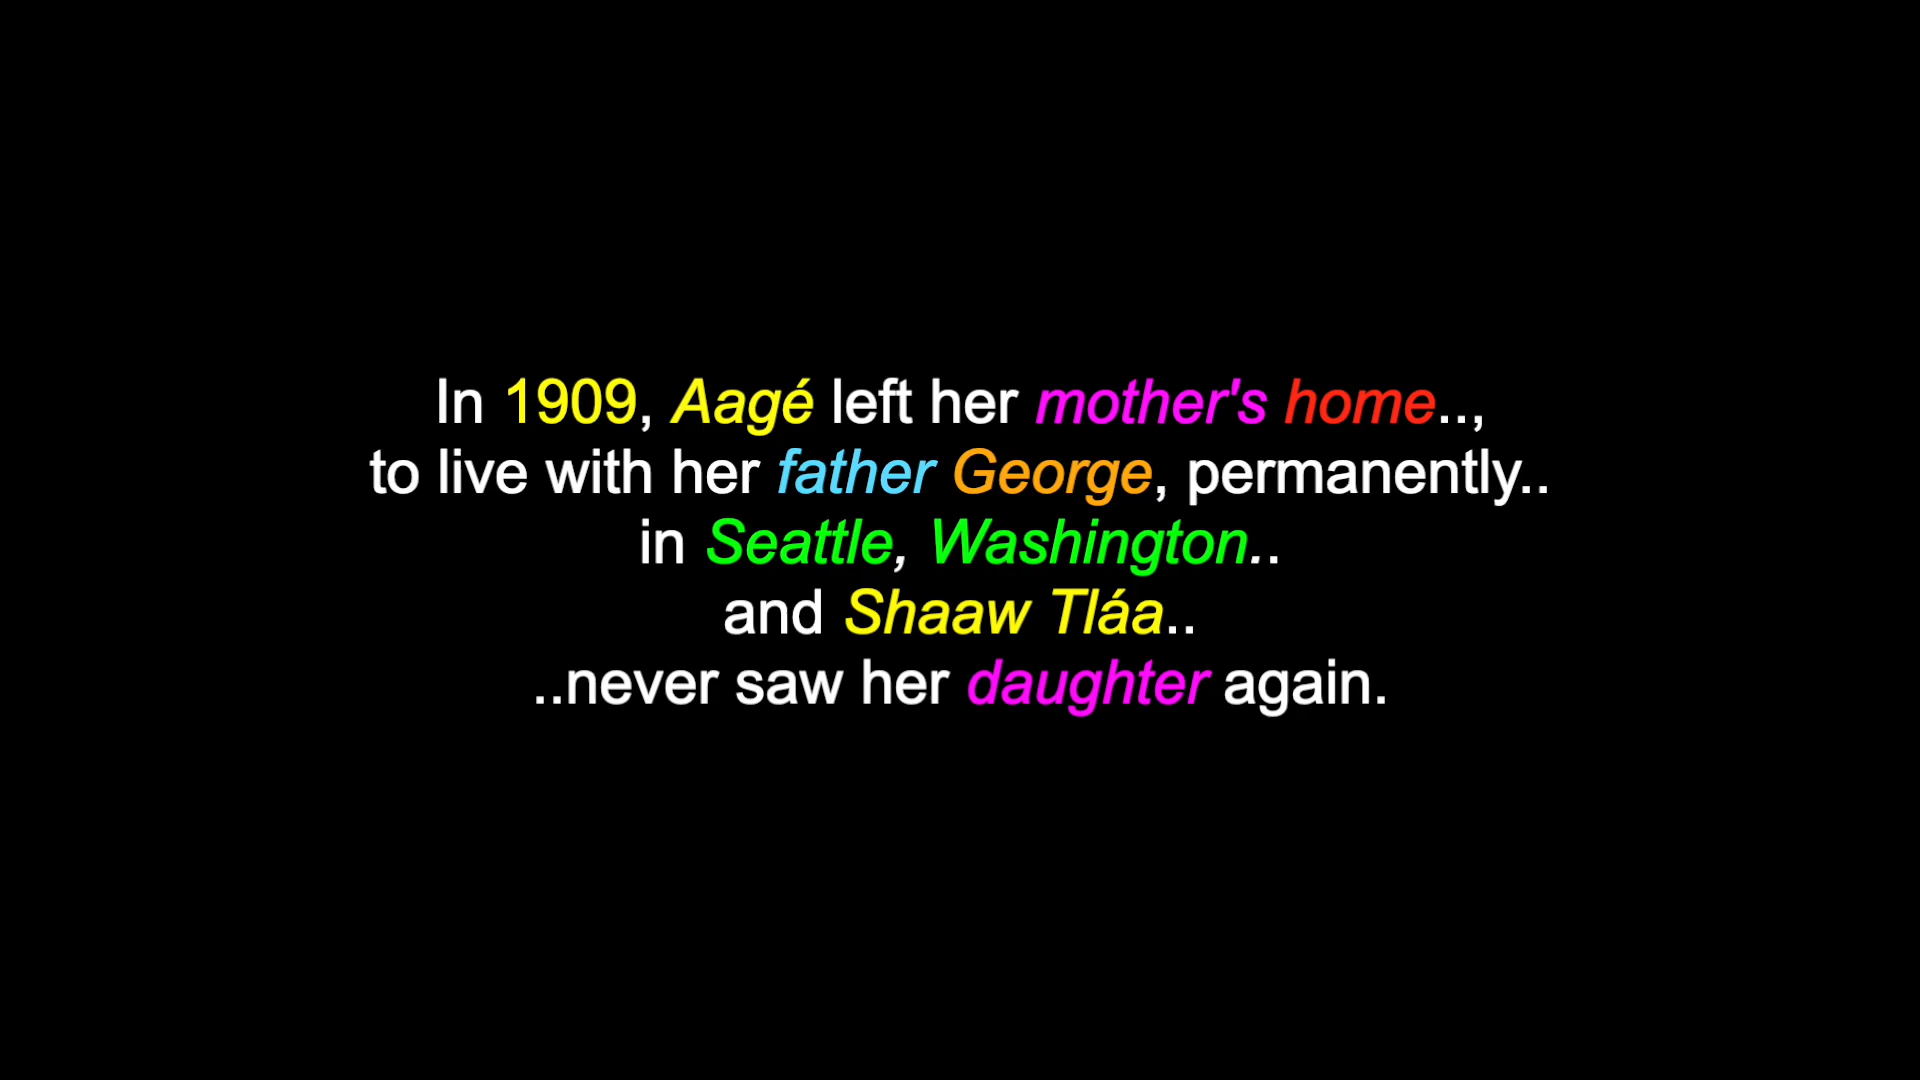 In 1909, Aagé left her mother's home..,
to live with her father George, permanently..
in Seattle, Washington..
and Shaaw Tláa..
..never saw her daughter again.